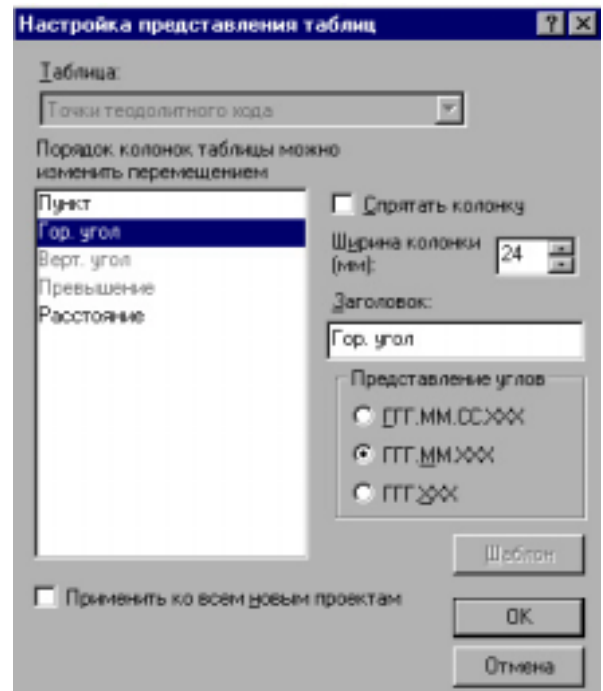 Настройка представления таблиц
Таблица:
Точки теодолитного хода
Порядок колонок таблицы можно
изменить перемещением
Пункт
Гор. угол
Верт. угол
Превышение
Расстояние
Спрятать колонку
Ширина колонки
(мм):
24
Заголовок:
Гор. угол
Представление углов
ГГГ.ММ.СС.XXX
ГГГ.ММ.XXX
ГГГ.XXX
Шаблон
Применить ко всем новым проектам
OK
Отмена